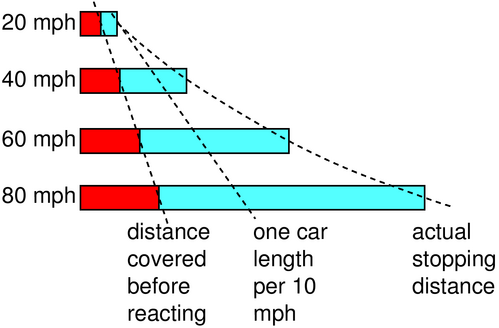 20 mph
40 mph
60 mph
80 mph
distance
covered
before
reacting
one car
length
per 10
mph
actual
stopping
distance